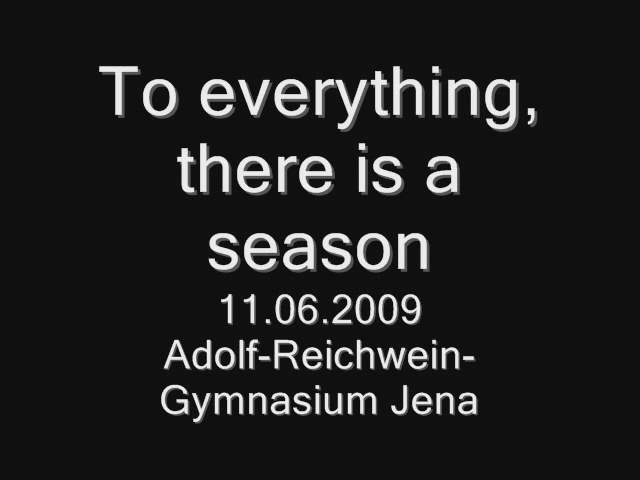 To everything,
there is a
season
11.06.2009
Adolf-Reichwein-
Gymnasium Jena